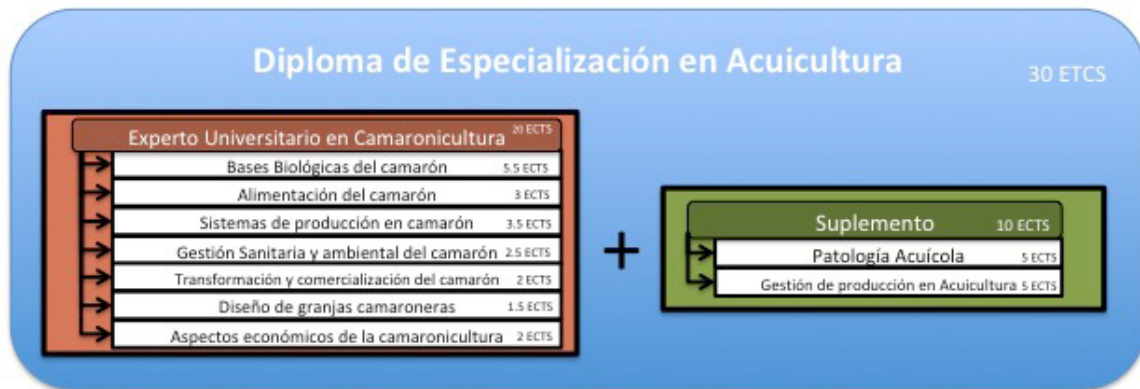 Diploma de Especialización en Acuicultura
30 ETCS
Experto Universitario en Camaronicultura 20 ECTS
Bases Biológicas del camarón 5.5 ECTS
Alimentación del camarón 3 ECTS
Sistemas de producción en camarón 3.5 ECTS
Gestión Sanitaria y ambiental del camarón 2.5 ECTS
Transformación y comercialización del camarón 2 ECTS
Diseño de granjas camaroneras 1.5 ECTS
Aspectos económicos de la camaronicultura 2 ECTS
+
Suplemento 10 ECTS
Patología Acuícola 5 ECTS
Gestión de producción en Acuicultura 5 ECTS